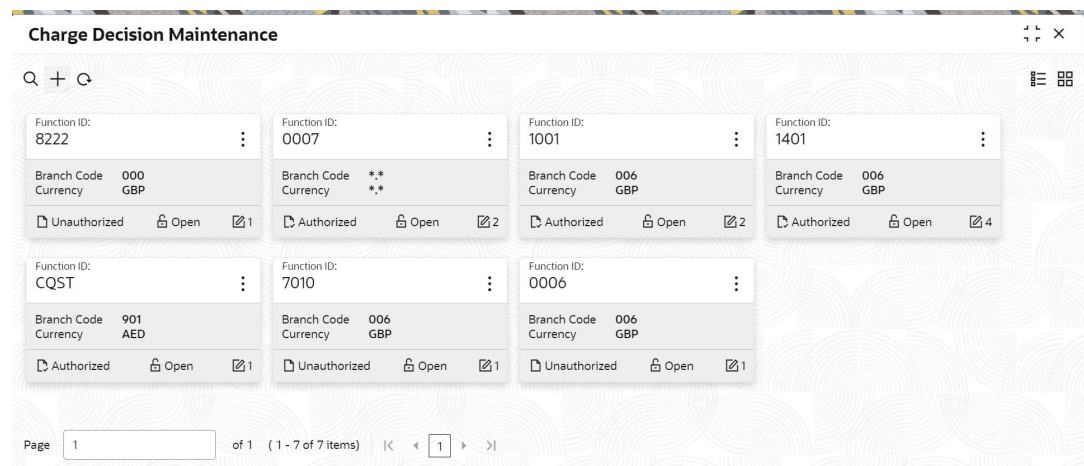 Charge Decision Maintenance
Function ID: Function ID: Function ID: Function ID:
8222 0007 1001 1401
Branch Code 000 Branch Code *.* Branch Code 006 Branch Code 006
Currency GBP Currency *.* Currency GBP Currency GBP
Unauthorized Open 1 Authorized Open 2 Authorized Open 2 Authorized Open 4
Function ID: Function ID: Function ID:
CQST 7010 0006
Branch Code 901 Branch Code 006 Branch Code 006
Currency AED Currency GBP Currency GBP
Authorized Open 1 Unauthorized Open 1 Unauthorized Open 1
Page 1 of 1 ( 1 - 7 of 7 items) 1